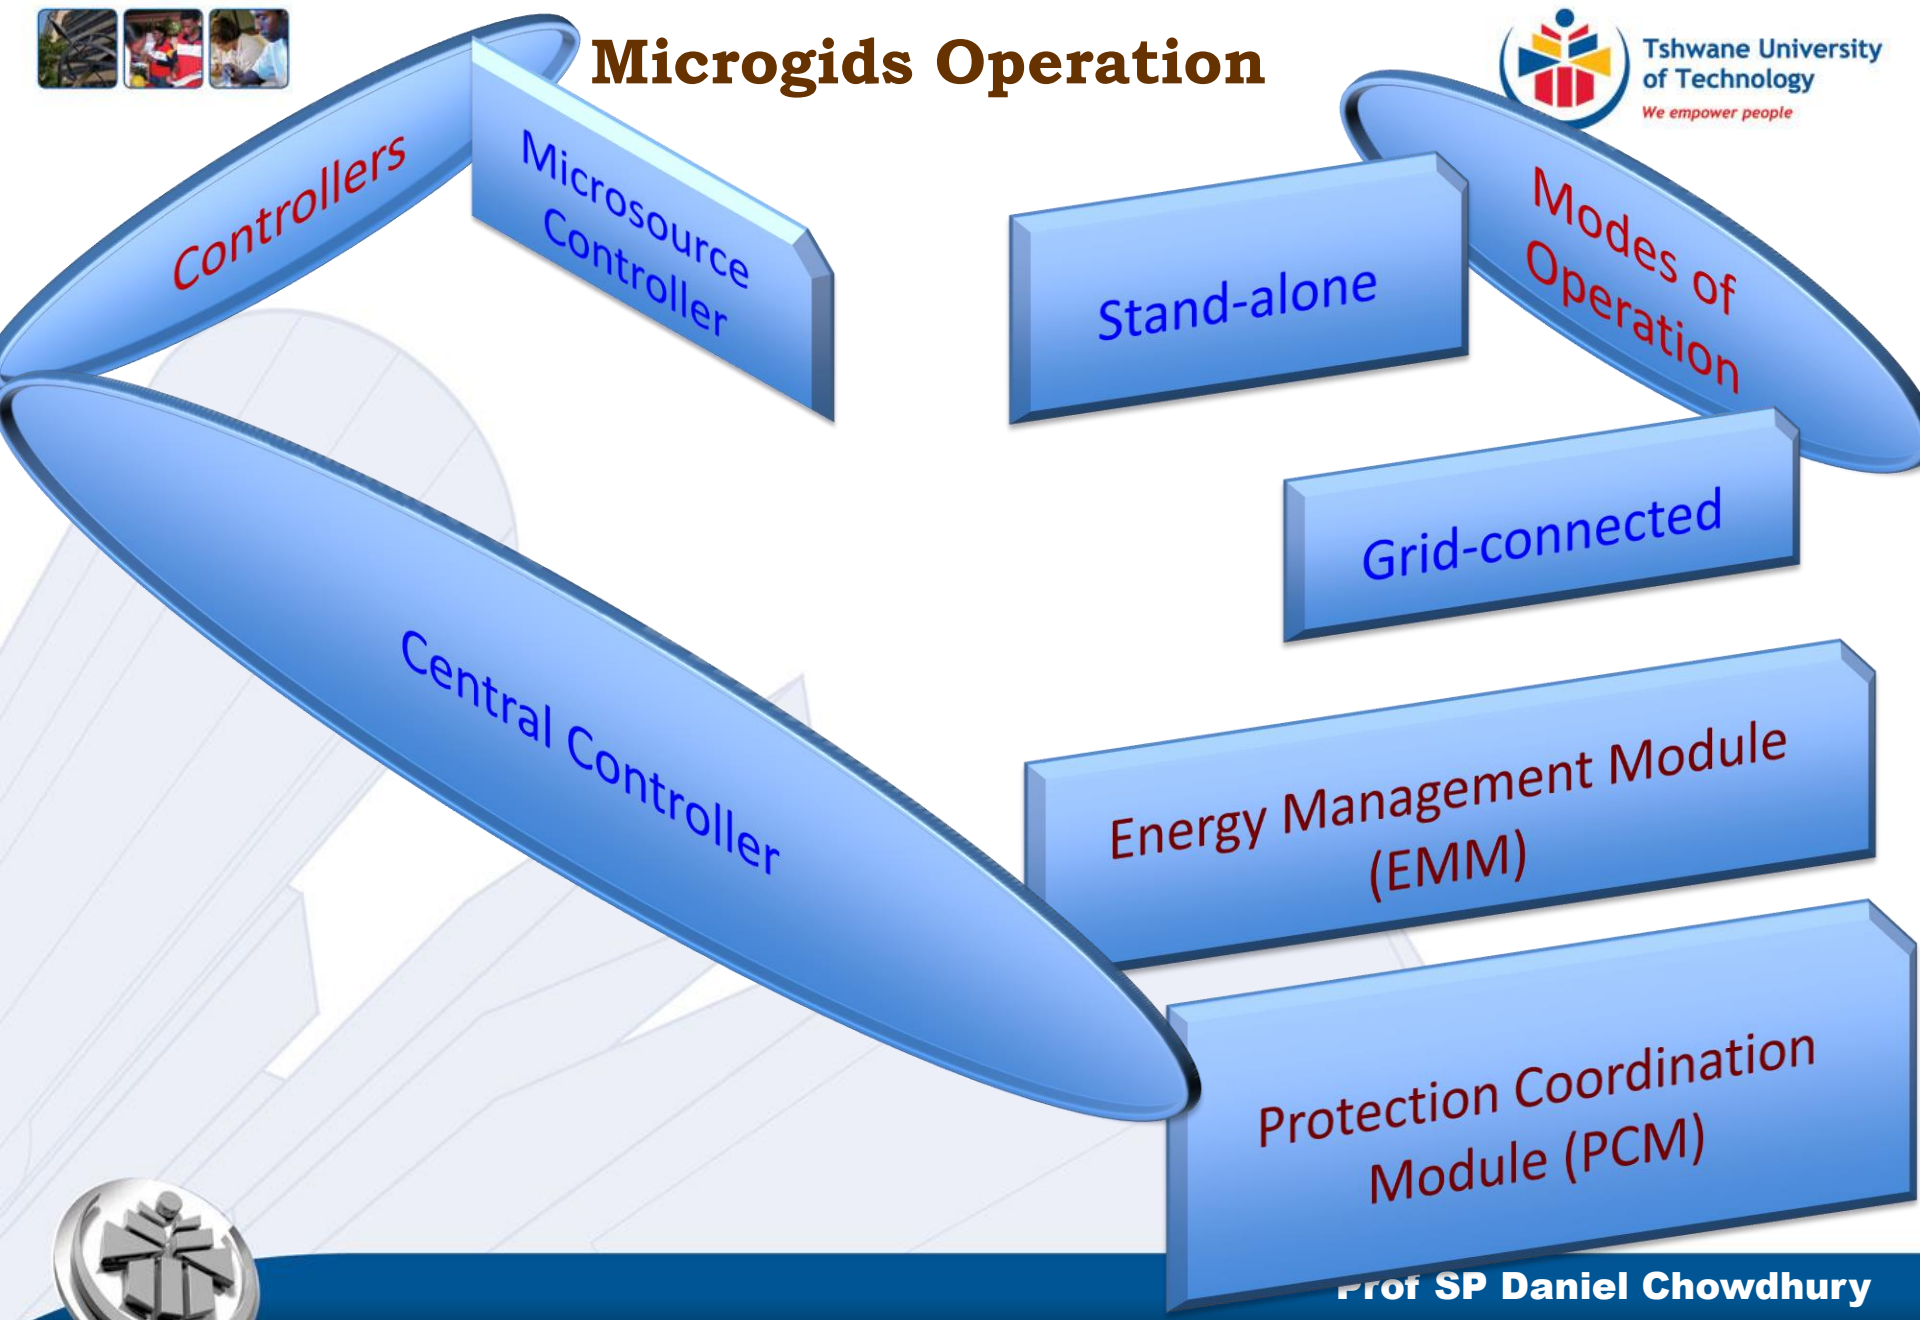 Microgids Operation
Tshwane University
of Technology
We empower people
Controllers
Microsource
Controller
Stand-alone
Modes of
Operation
Grid-connected
Central Controller
Energy Management Module
(EMM)
Protection Coordination
Module (PCM)
Prof SP Daniel Chowdhury